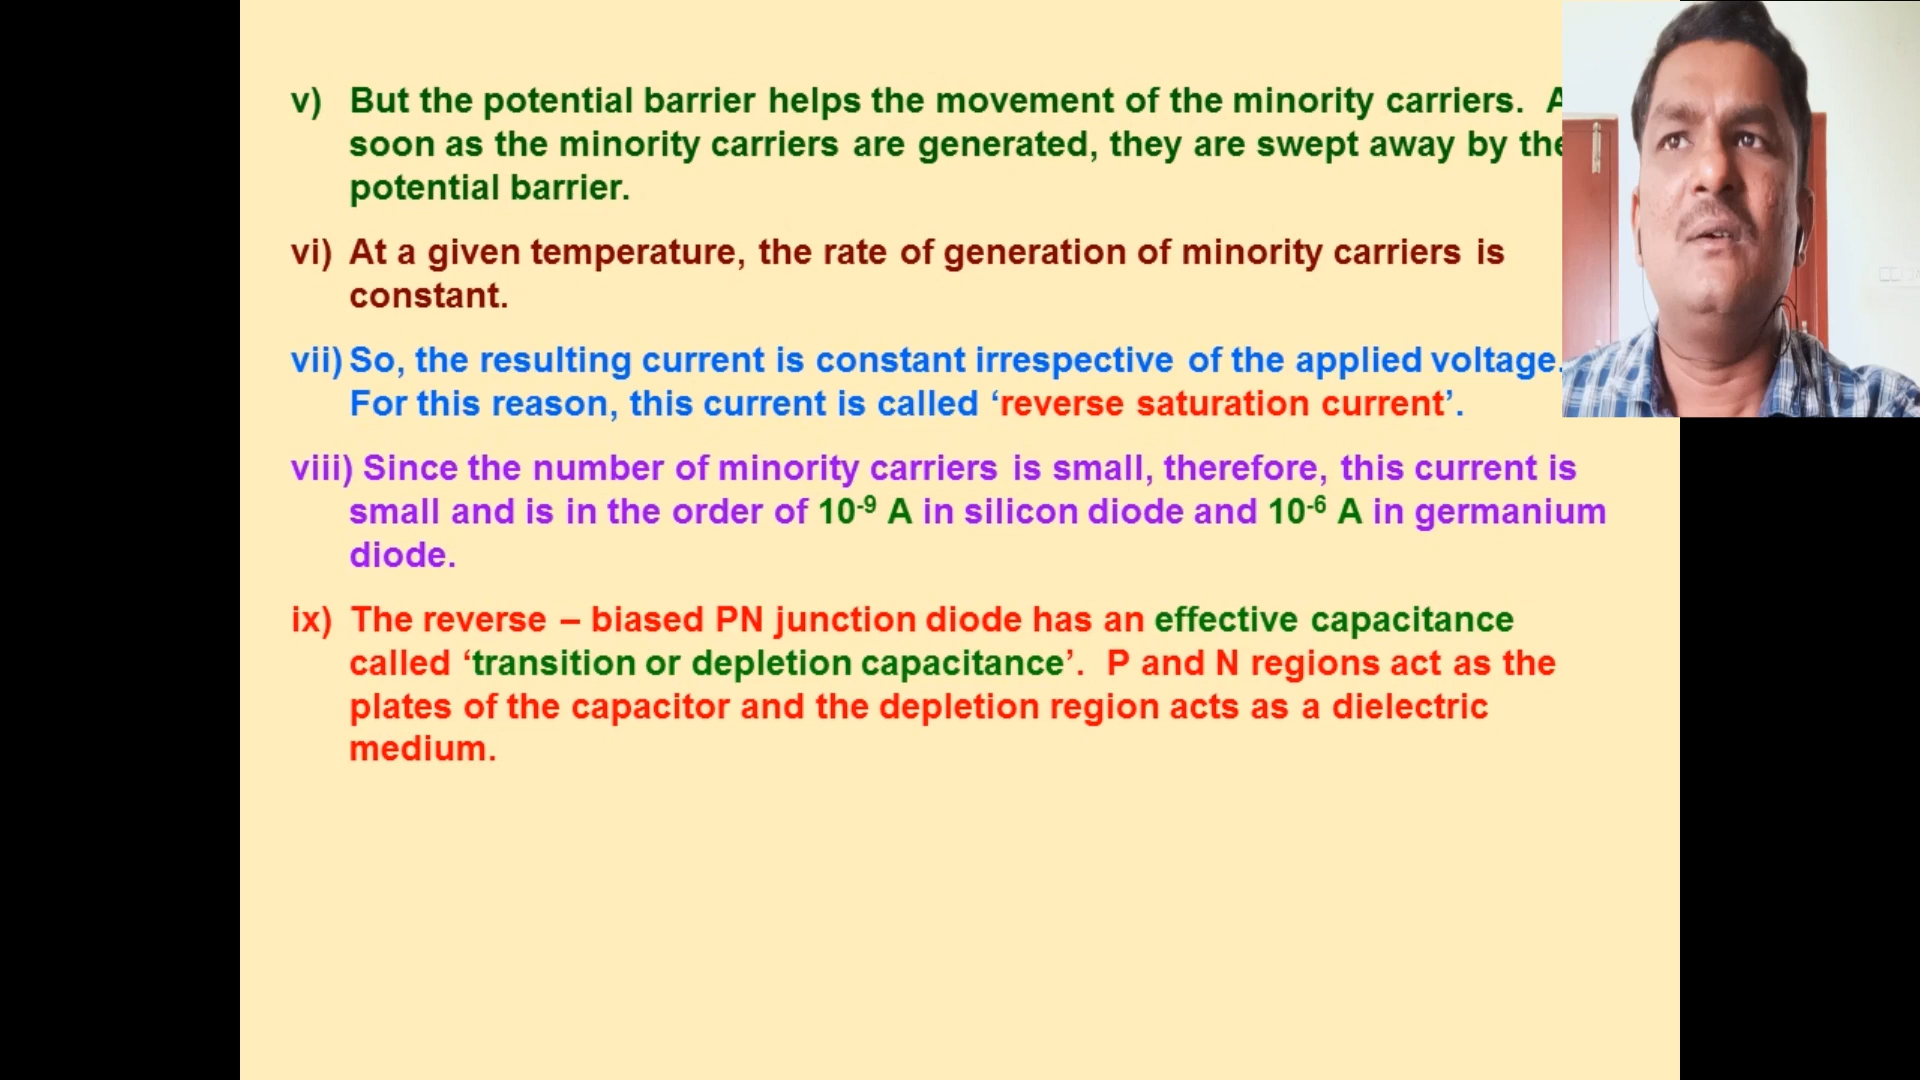 v) But the potential barrier helps the movement of the minority carriers.
soon as the minority carriers are generated, they are swept away by the
potential barrier.
vi) At a given temperature, the rate of generation of minority carriers is
constant.
vii) So, the resulting current is constant irrespective of the applied voltage.
For this reason, this current is called ‘reverse saturation current’.
viii) Since the number of minority carriers is small, therefore, this current is
small and is in the order of 10⁻⁹ A in silicon diode and 10⁻⁶ A in germanium
diode.
ix) The reverse – biased PN junction diode has an effective capacitance
called ‘transition or depletion capacitance’. P and N regions act as the
plates of the capacitor and the depletion region acts as a dielectric
medium.